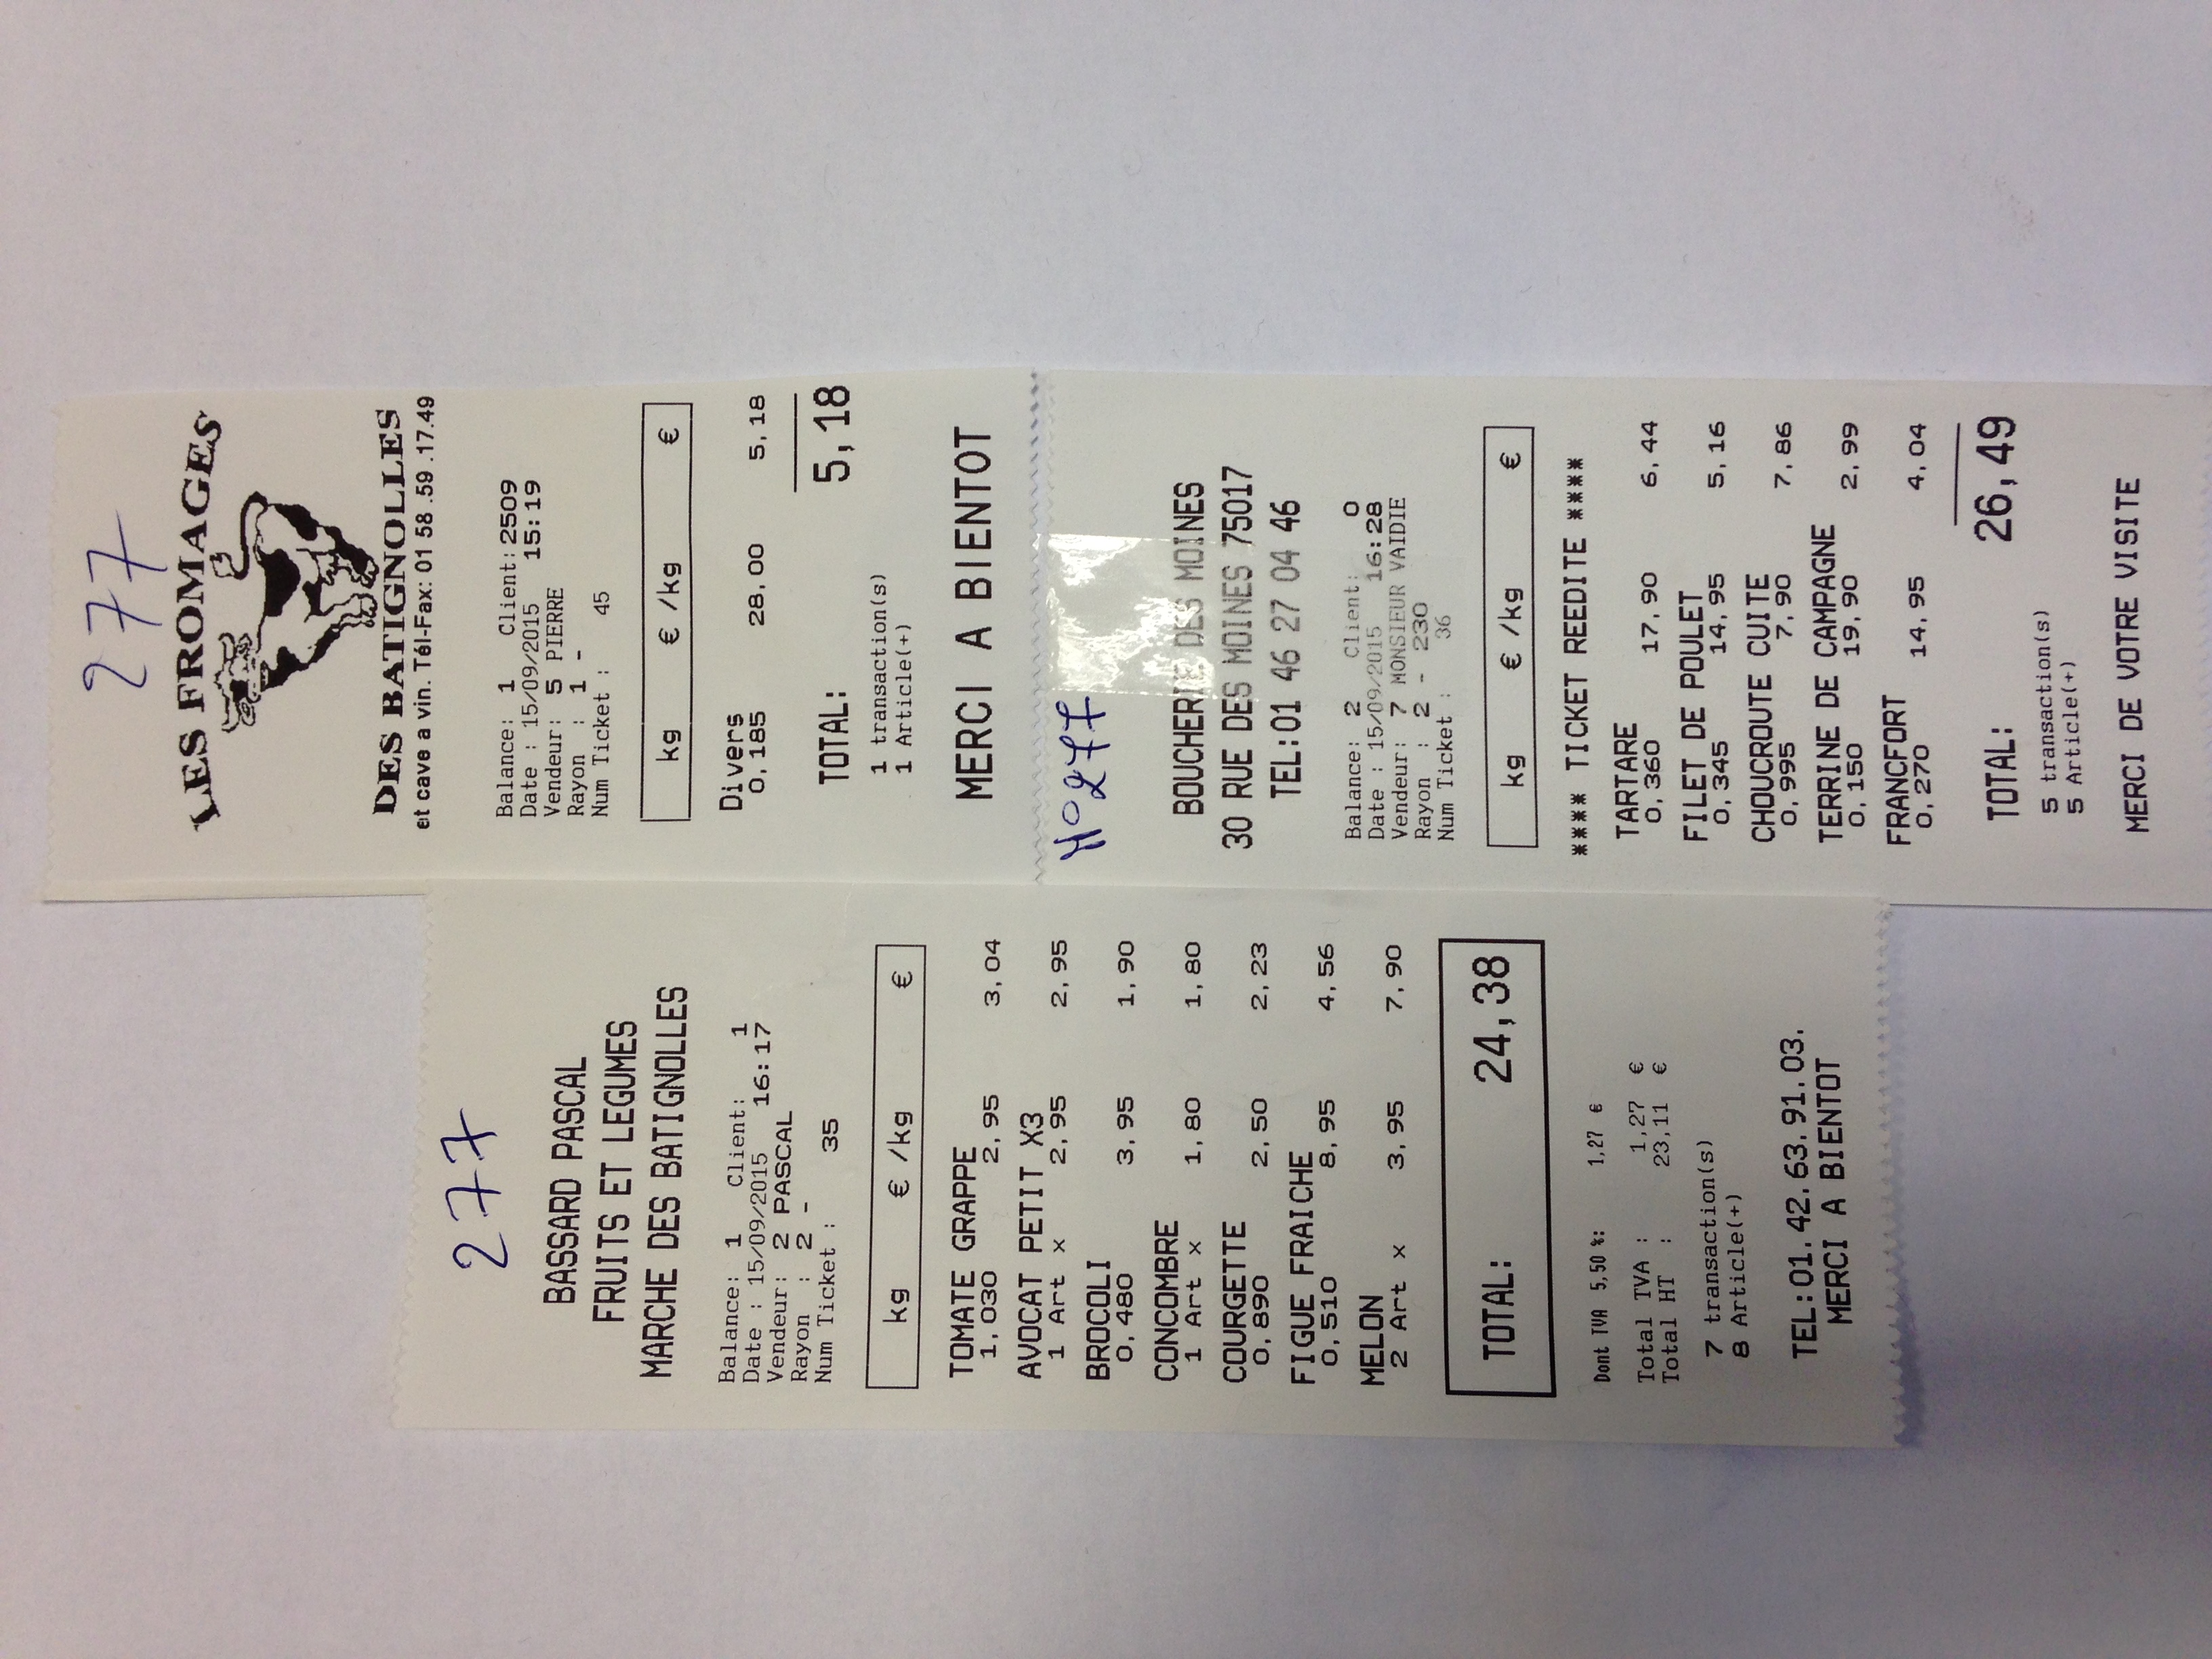 277
BASSARD PASCAL
FRUITS ET LEGUMES
MARCHE DES BATIGNOLLES
Balance: 1 Client: 1
Date : 15/09/2015 16:17
Vendeur: 2 PASCAL
Rayon : 2 -
Num Ticket : 35
kg € /kg €
TOMATE GRAPPE
1,030 2,95 3,04
AVOCAT PETIT X3
1 Art x 2,95 2,95
BROCOLI
0,480 3,95 1,90
CONCOMBRE
1 Art x 1,80 1,80
COURGETTE
0,890 2,50 2,23
FIGUE FRAICHE
0,510 8,95 4,56
MELON
2 Art x 3,95 7,90
TOTAL: 24,38
Dont TVA 5,50 %: 1,27 €
Total TVA : 1,27 €
Total HT : 23,11 €
7 transaction(s)
8 Article(+)
TEL:01.42.63.91.03.
MERCI A BIENTOT
277
LES FROMAGES
DES BATIGNOLLES
et cave a vin. Tél-Fax: 01 58 .59 .17.49
Balance: 1 Client: 2509
Date : 15/09/2015 15:19
Vendeur: 5 PIERRE
Rayon : 1 -
Num Ticket : 45
kg € /kg €
Divers
0,185 28,00 5,18
TOTAL: 5,18
1 transaction(s)
1 Article(+)
MERCI A BIENTOT
N° 277
BOUCHERIE DES MOINES
30 RUE DES MOINES 75017
TEL:01 46 27 04 46
Balance: 2 Client: 0
Date : 15/09/2015 16:28
Vendeur: 7 MONSIEUR VAIDIE
Rayon : 2 - 230
Num Ticket : 36
kg € /kg €
**** TICKET REEDITE ****
TARTARE
0,360 17,90 6,44
FILET DE POULET
0,345 14,95 5,16
CHOUCROUTE CUITE
0,995 7,90 7,86
TERRINE DE CAMPAGNE
0,150 19,90 2,99
FRANCFORT
0,270 14,95 4,04
TOTAL: 26,49
5 transaction(s)
5 Article(+)
MERCI DE VOTRE VISITE